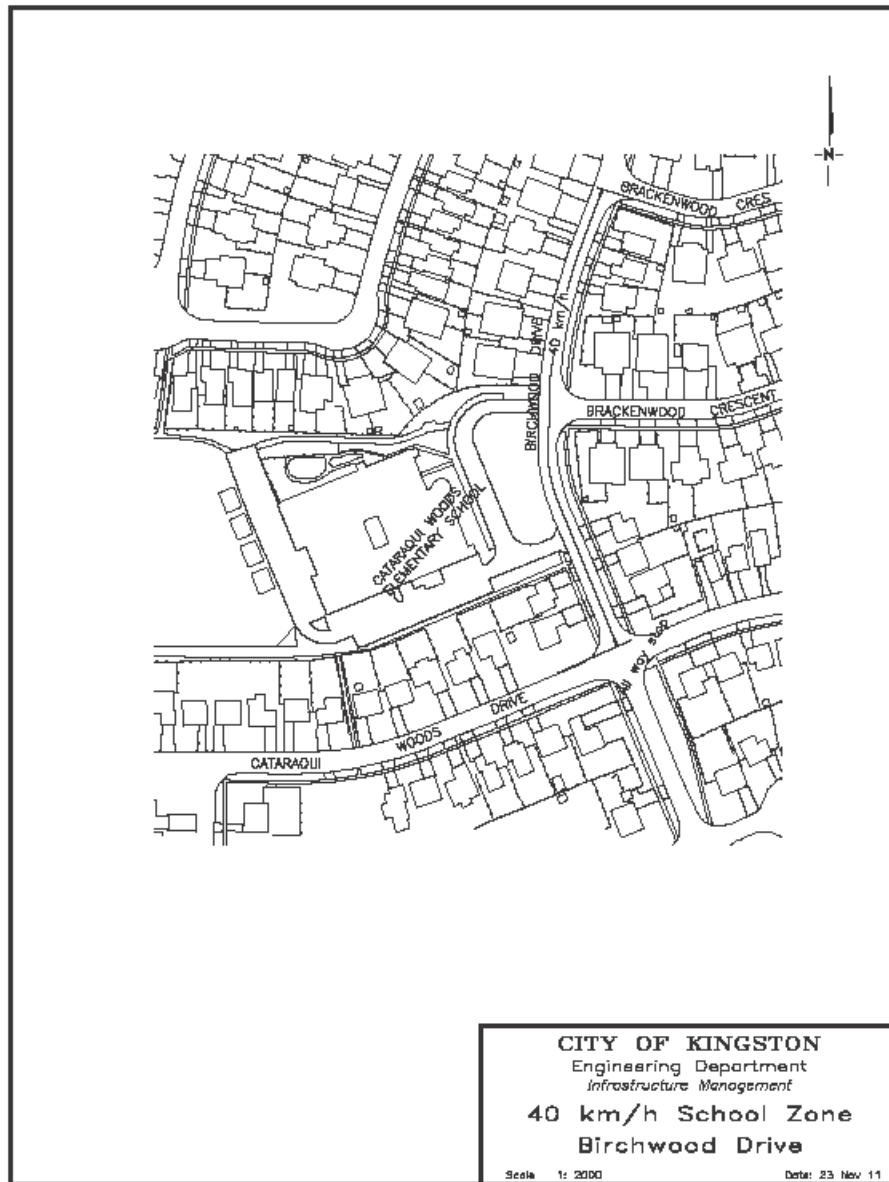 N
BRACKENWOOD CRES
BIRCHWOOD DRIVE
40 km/h
BRACKENWOOD CRESCENT
CATARAQUI WOODS
ELEMENTARY SCHOOL
All way stop
CATARAQUI WOODS DRIVE
CITY OF KINGSTON
Engineering Department
Infrastructure Management
40 km/h School Zone
Birchwood Drive
Scale 1: 2000 Date: 23 Nov 11